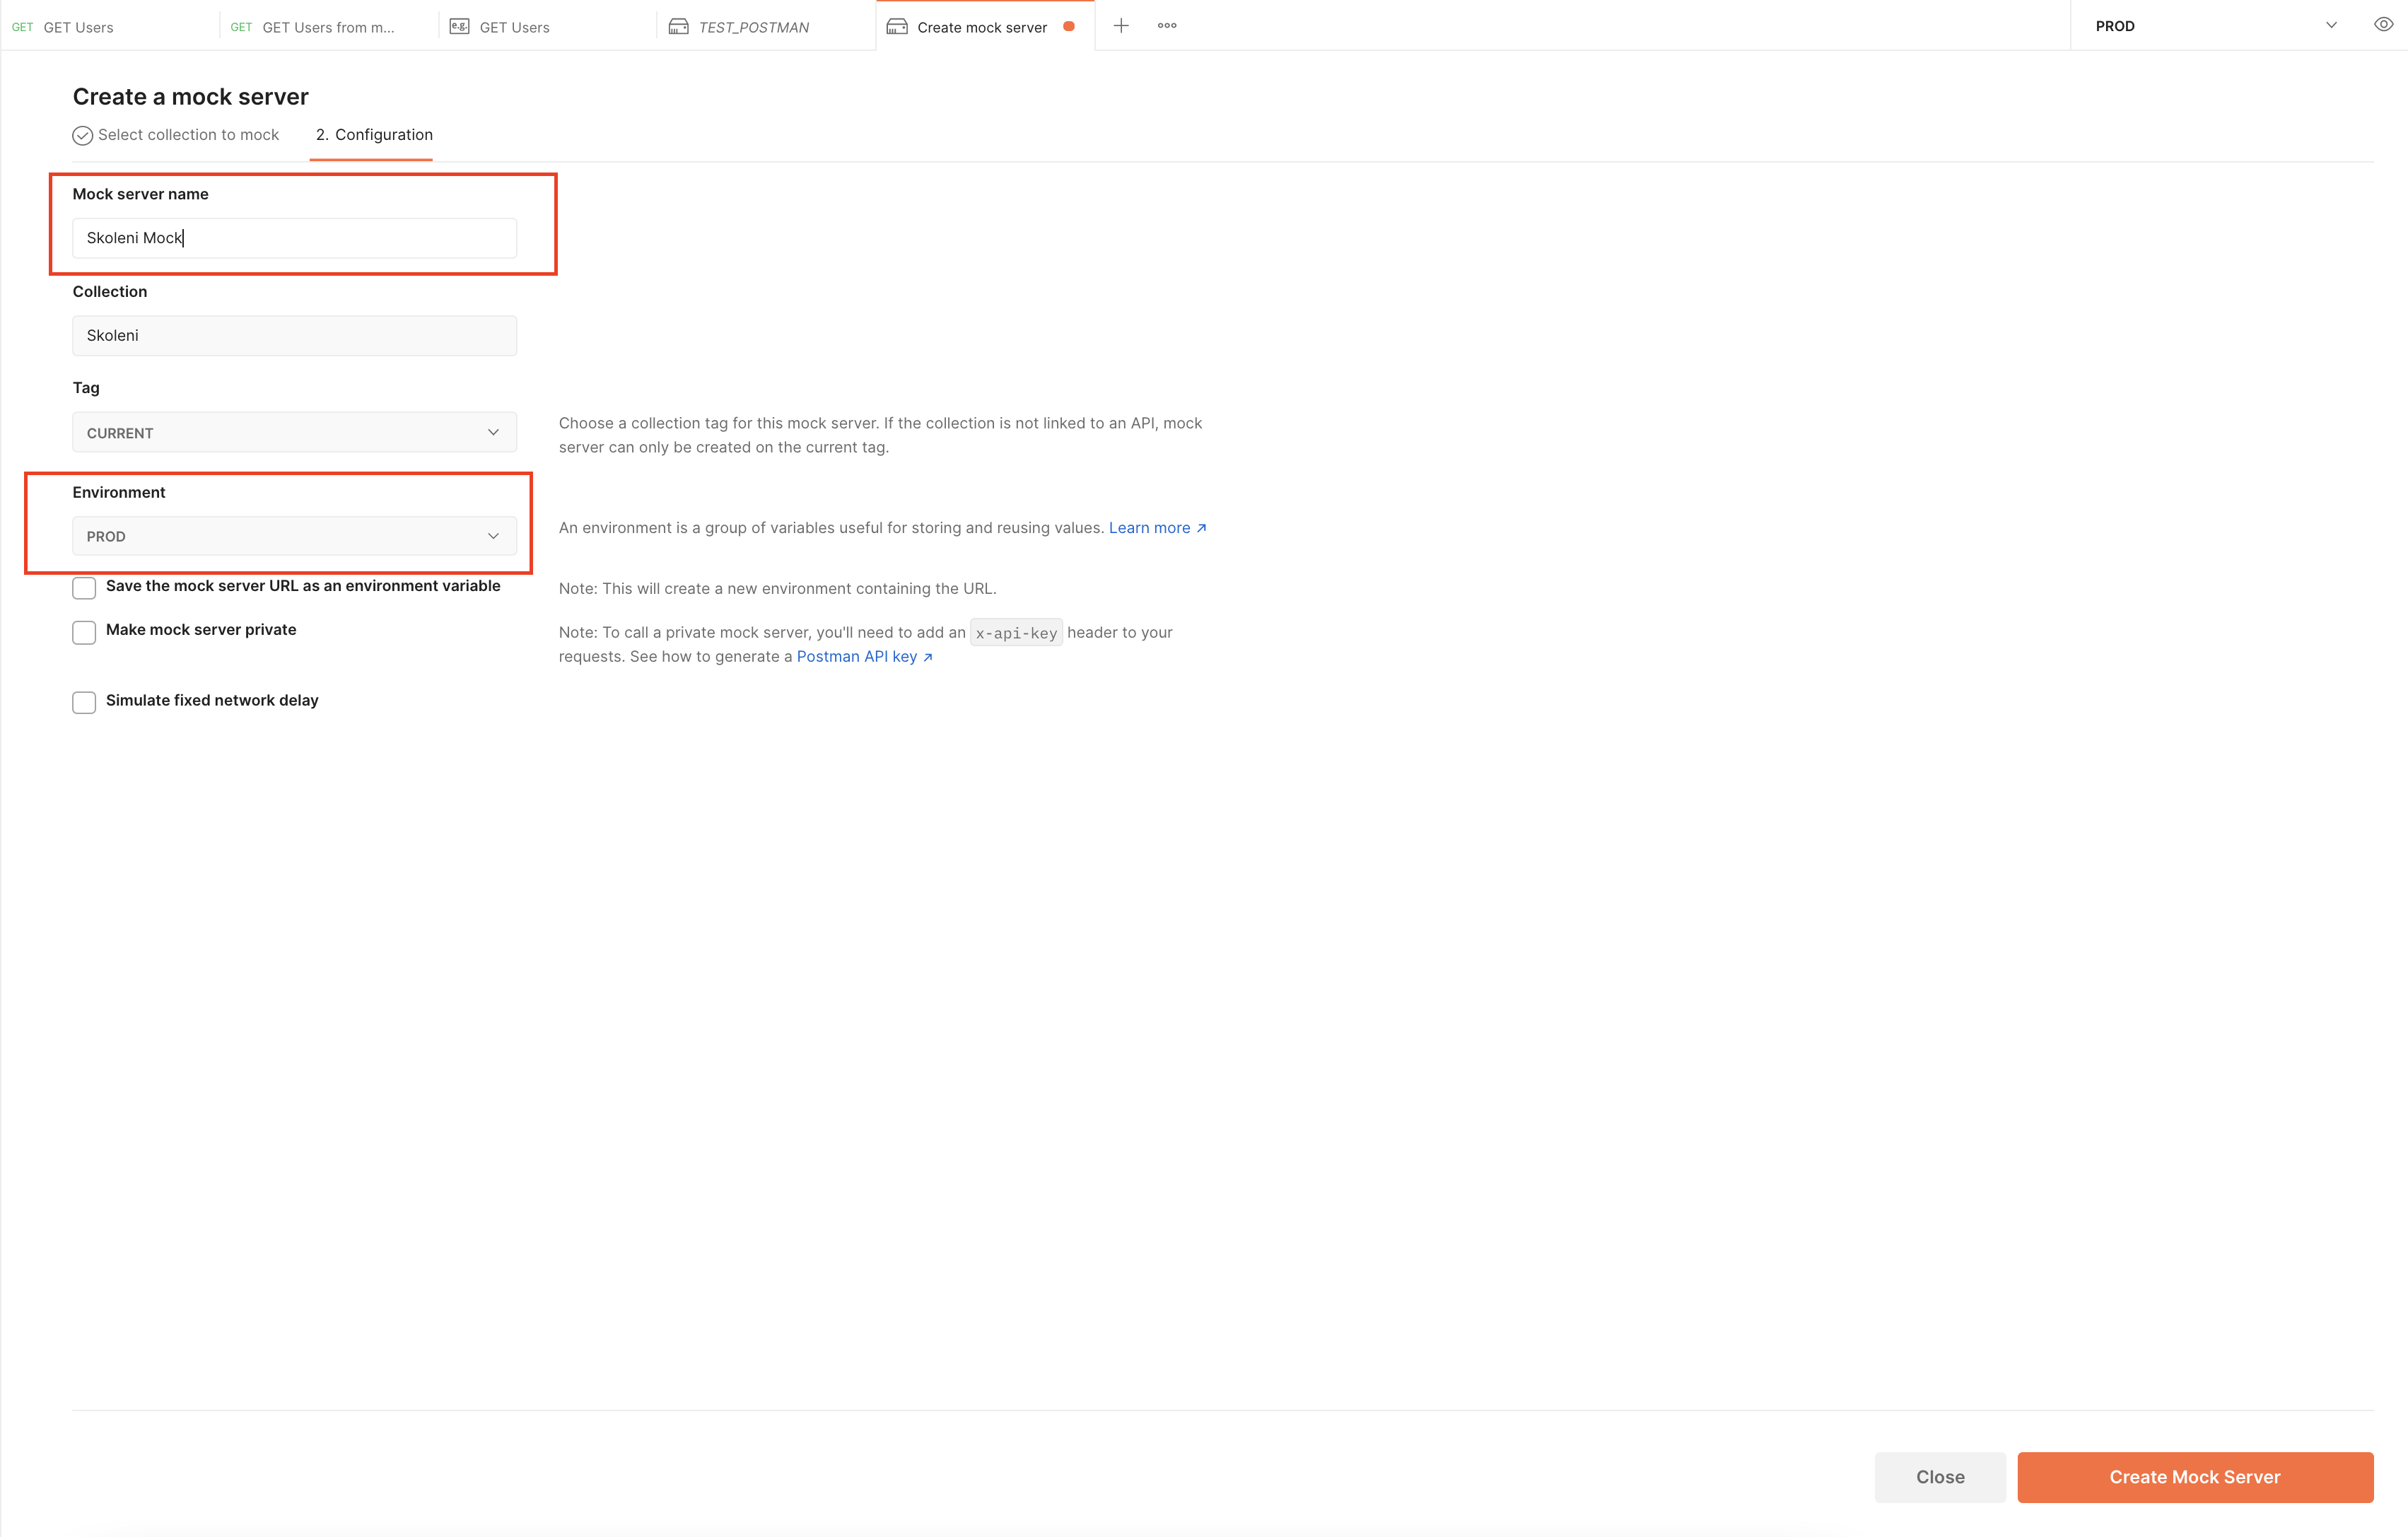 GET GET Users
GET GET Users from m...
e.g. GET Users
TEST_POSTMAN
Create mock server
PROD
Create a mock server
Select collection to mock
2. Configuration
Mock server name
Skoleni Mock
Collection
Skoleni
Tag
CURRENT
Choose a collection tag for this mock server. If the collection is not linked to an API, mock
server can only be created on the current tag.
Environment
PROD
An environment is a group of variables useful for storing and reusing values. Learn more ↗
Save the mock server URL as an environment variable
Note: This will create a new environment containing the URL.
Make mock server private
Note: To call a private mock server, you'll need to add an x-api-key header to your
requests. See how to generate a Postman API key ↗
Simulate fixed network delay
Close
Create Mock Server